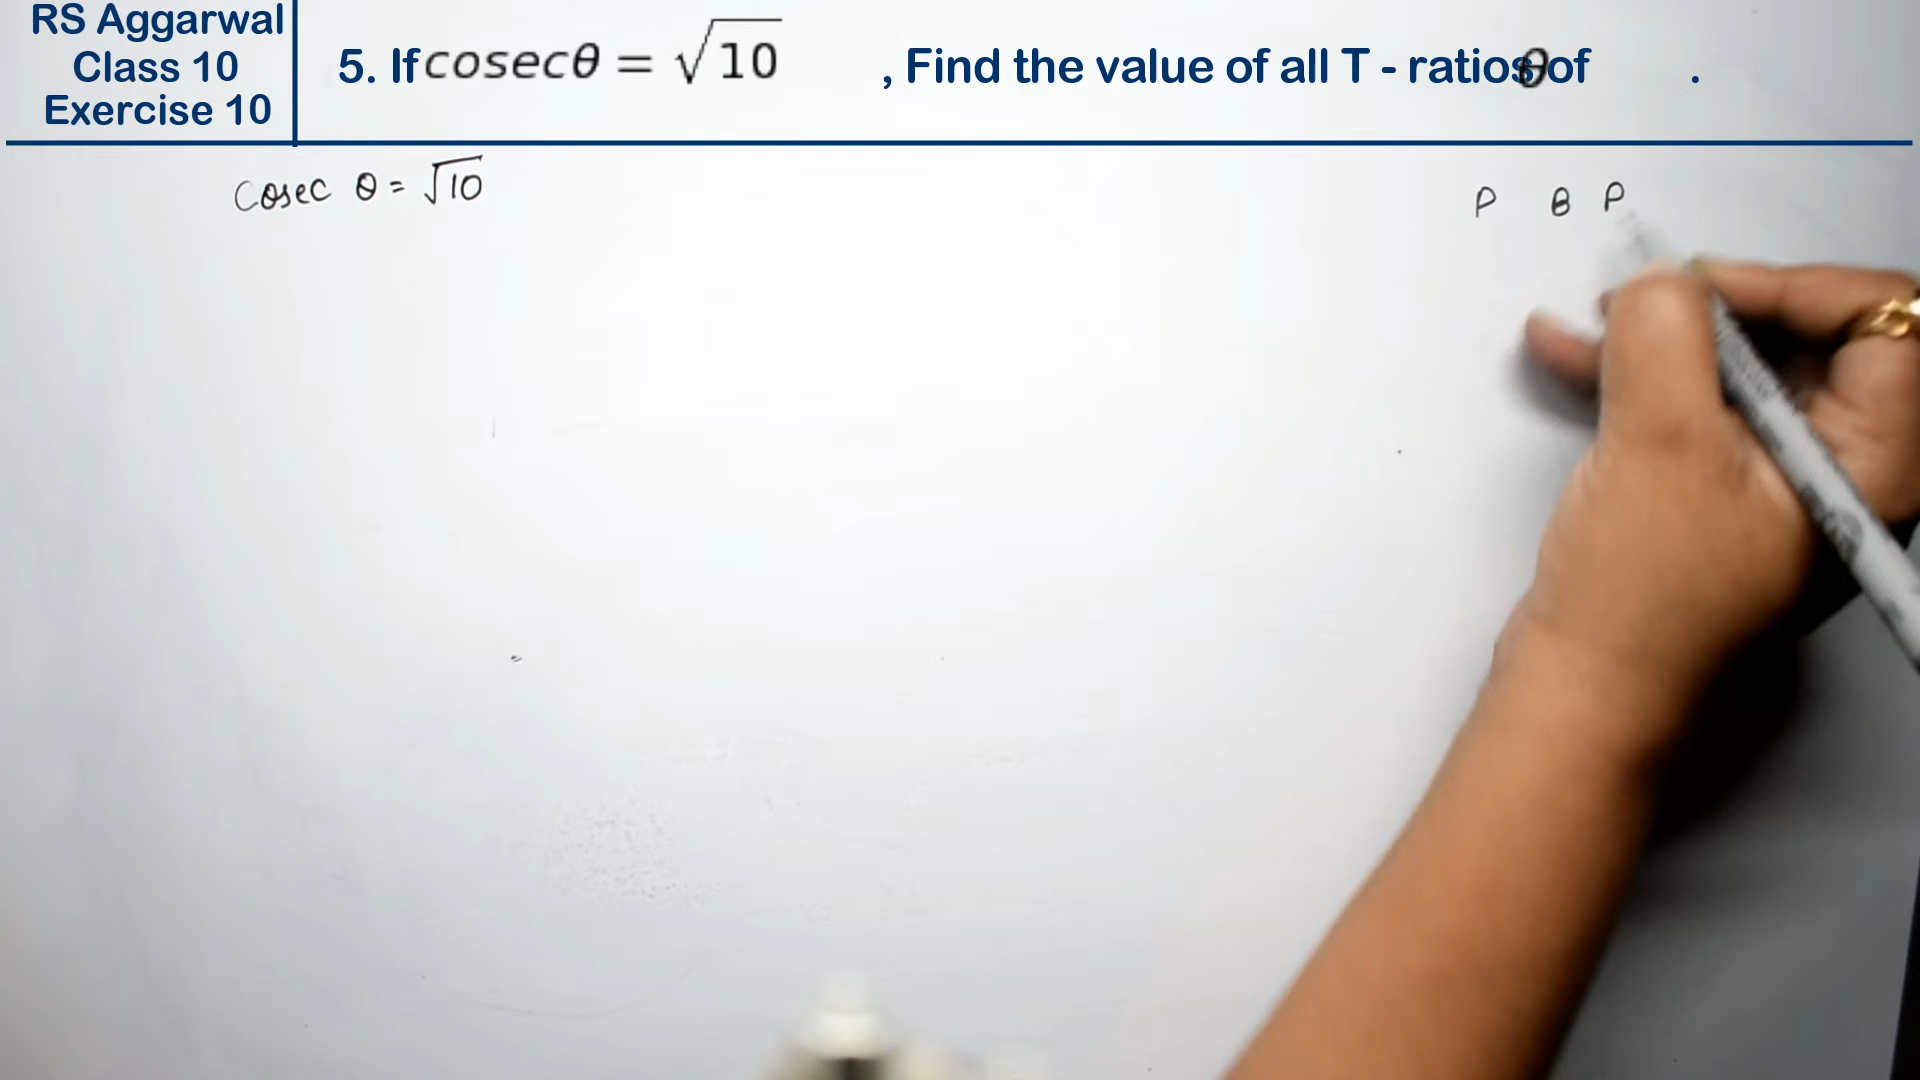 RS Aggarwal
Class 10
Exercise 10
5. If cosecθ = √10 , Find the value of all T - ratios of θ .
Cosec θ = √10
P B P